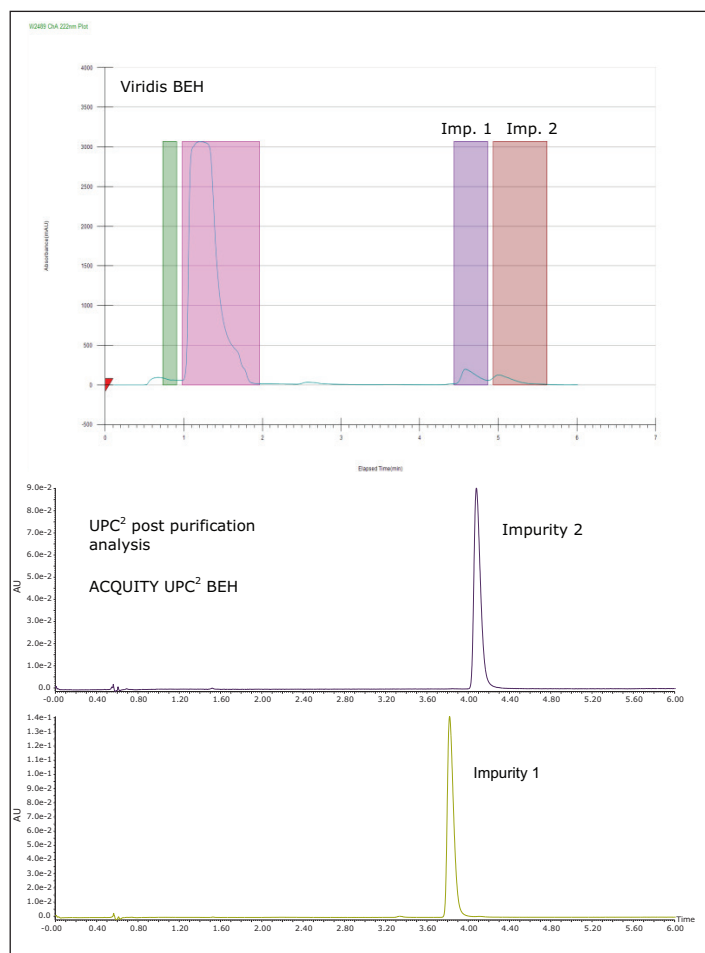 W2489 ChA 222nm Plot
4000
Viridis BEH
3500
Imp. 1 Imp. 2
3000
2500
2000
Absorbance(mAU)
1500
1000
500
0
-500
0 1 2 3 4 5 6 7
Elapsed Time(min)
9.0e-2
8.0e-2
UPC2 post purification
analysis
Impurity 2
7.0e-2
6.0e-2
ACQUITY UPC2 BEH
5.0e-2
AU
4.0e-2
3.0e-2
2.0e-2
1.0e-2
0.0
-0.00 0.40 0.80 1.20 1.60 2.00 2.40 2.80 3.20 3.60 4.00 4.20 4.40 4.80 5.20 5.60 6.00
1.4e-1
1.3e-1
1.2e-1
1.1e-1
Impurity 1
1.0e-1
9.0e-2
8.0e-2
AU
7.0e-2
6.0e-2
5.0e-2
4.0e-2
3.0e-2
2.0e-2
1.0e-2
0.0
Time
-0.00 0.40 0.80 1.20 1.60 2.00 2.40 2.80 3.20 3.60 4.00 4.40 4.80 5.20 5.60 6.00